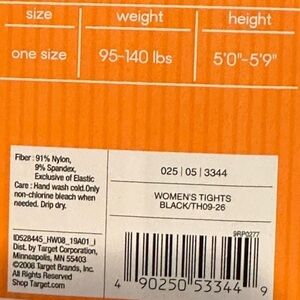 size weight height
one size 95-140 lbs 5'0"-5'9"
Fiber : 91% Nylon,
9% Spandex,
Exclusive of Elastic
Care : Hand wash cold.Only
non-chlorine bleach when
needed. Drip dry.
ID528445_HW08_19A01_i
Dist. by Target Corporation,
Minneapolis, MN 55403
©2008 Target Brands, Inc.
All Rights Reserved
Shop Target.com
025 | 05 | 3344
WOMEN'S TIGHTS
BLACK/TH09-26
9RP0277
4 90250 53344 9